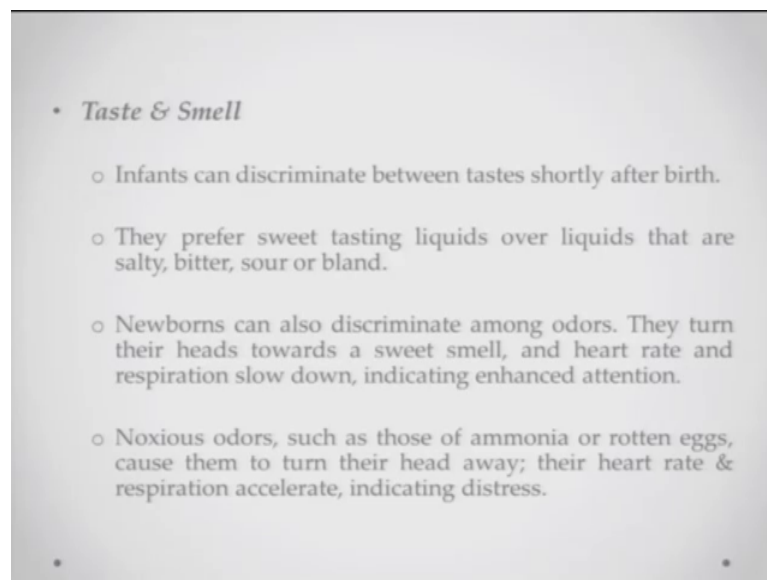 • Taste & Smell
o Infants can discriminate between tastes shortly after birth.
o They prefer sweet tasting liquids over liquids that are
salty, bitter, sour or bland.
o Newborns can also discriminate among odors. They turn
their heads towards a sweet smell, and heart rate and
respiration slow down, indicating enhanced attention.
o Noxious odors, such as those of ammonia or rotten eggs,
cause them to turn their head away; their heart rate &
respiration accelerate, indicating distress.